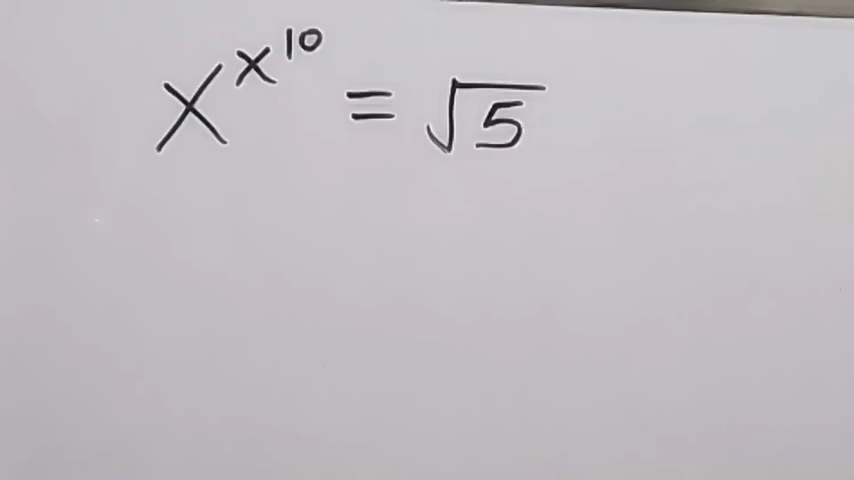 x^{x^{10}} = √5